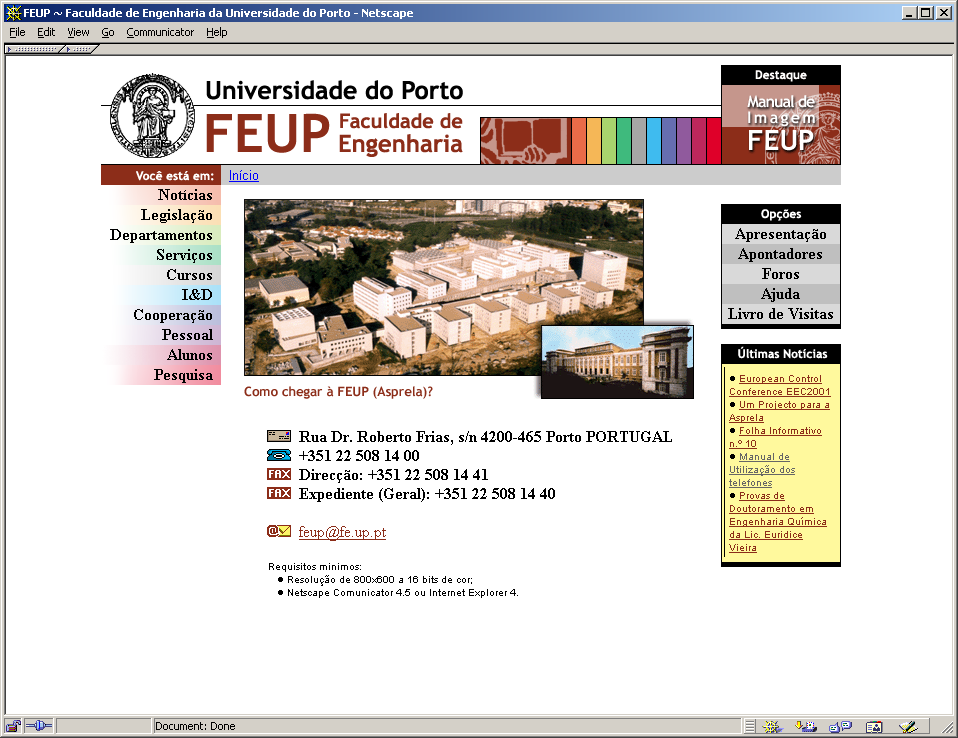 FEUP ~ Faculdade de Engenharia da Universidade do Porto - Netscape
File Edit View Go Communicator Help
Universidade do Porto
FEUP Faculdade de
Engenharia
Destaque
Manual de
Imagem
FEUP
Você está em: Início
Notícias
Legislação
Departamentos
Serviços
Cursos
I&D
Cooperação
Pessoal
Alunos
Pesquisa
Como chegar à FEUP (Asprela)?
Rua Dr. Roberto Frias, s/n 4200-465 Porto PORTUGAL
+351 22 508 14 00
FAX Direcção: +351 22 508 14 41
FAX Expediente (Geral): +351 22 508 14 40
@ feup@fe.up.pt
Requisitos mínimos:
Resolução de 800x600 a 16 bits de cor;
Netscape Comunicator 4.5 ou Internet Explorer 4.
Opções
Apresentação
Apontadores
Foros
Ajuda
Livro de Visitas
Últimas Notícias
European Control
Conference EEC2001
Um Projecto para a
Asprela
Folha Informativo
n.º 10
Manual de
Utilização dos
telefones
Provas de
Doutoramento em
Engenharia Química
da Lic. Euridice
Vieira
Document: Done